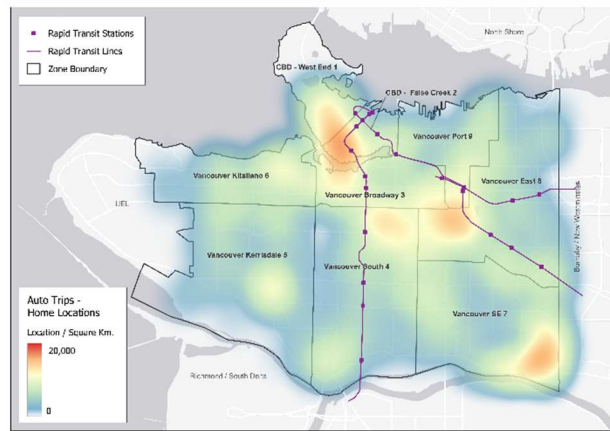 Rapid Transit Stations
Rapid Transit Lines
Zone Boundary
North Shore
CBD - West End 1
CBD - False Creek 2
Vancouver Port 9
Vancouver Kitsilano 6
Vancouver East 8
Vancouver Broadway 3
UEL
Burnaby / New Westminster
Vancouver Kerrisdale 5
Vancouver South 4
Auto Trips -
Home Locations
Location / Square Km.
20,000
0
Vancouver SE 7
Richmond / South Delta